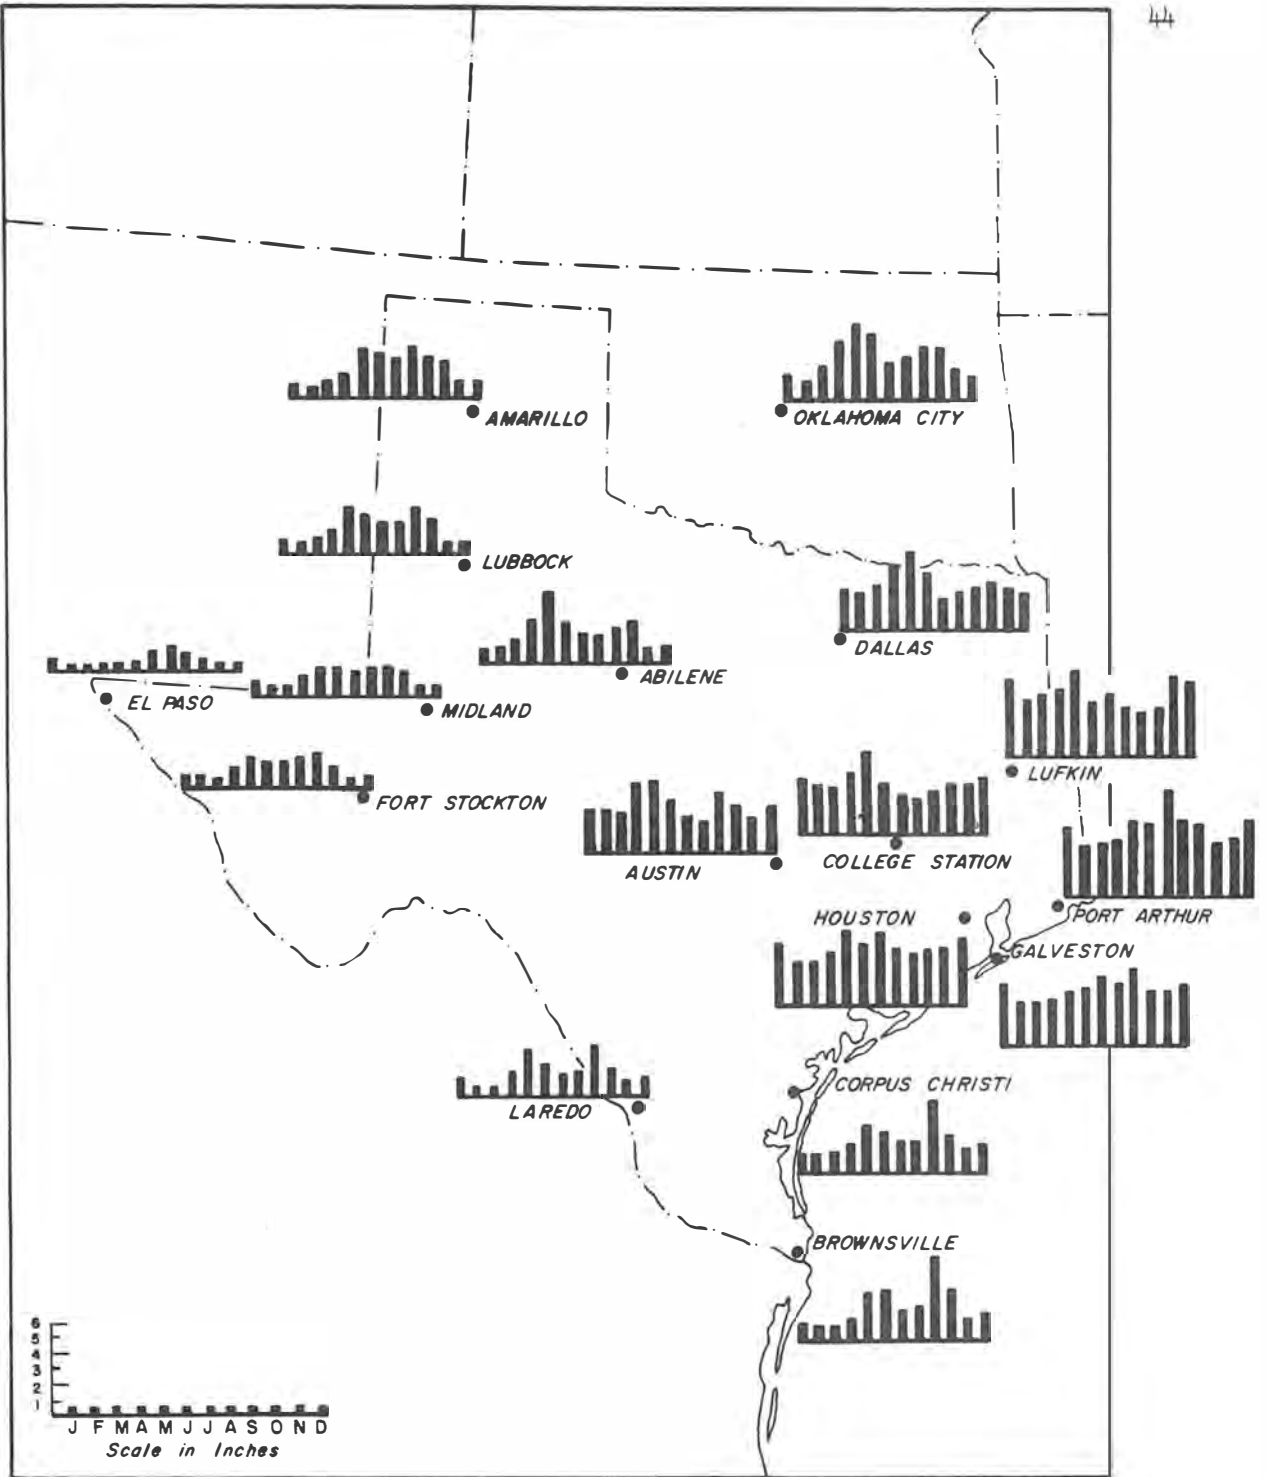 44
AMARILLO
OKLAHOMA CITY
LUBBOCK
DALLAS
ABILENE
EL PASO
MIDLAND
LUFKIN
FORT STOCKTON
AUSTIN
COLLEGE STATION
HOUSTON
PORT ARTHUR
GALVESTON
CORPUS CHRISTI
LAREDO
BROWNSVILLE
6
5
4
3
2
1
J F M A M J J A S O N D
Scale in Inches